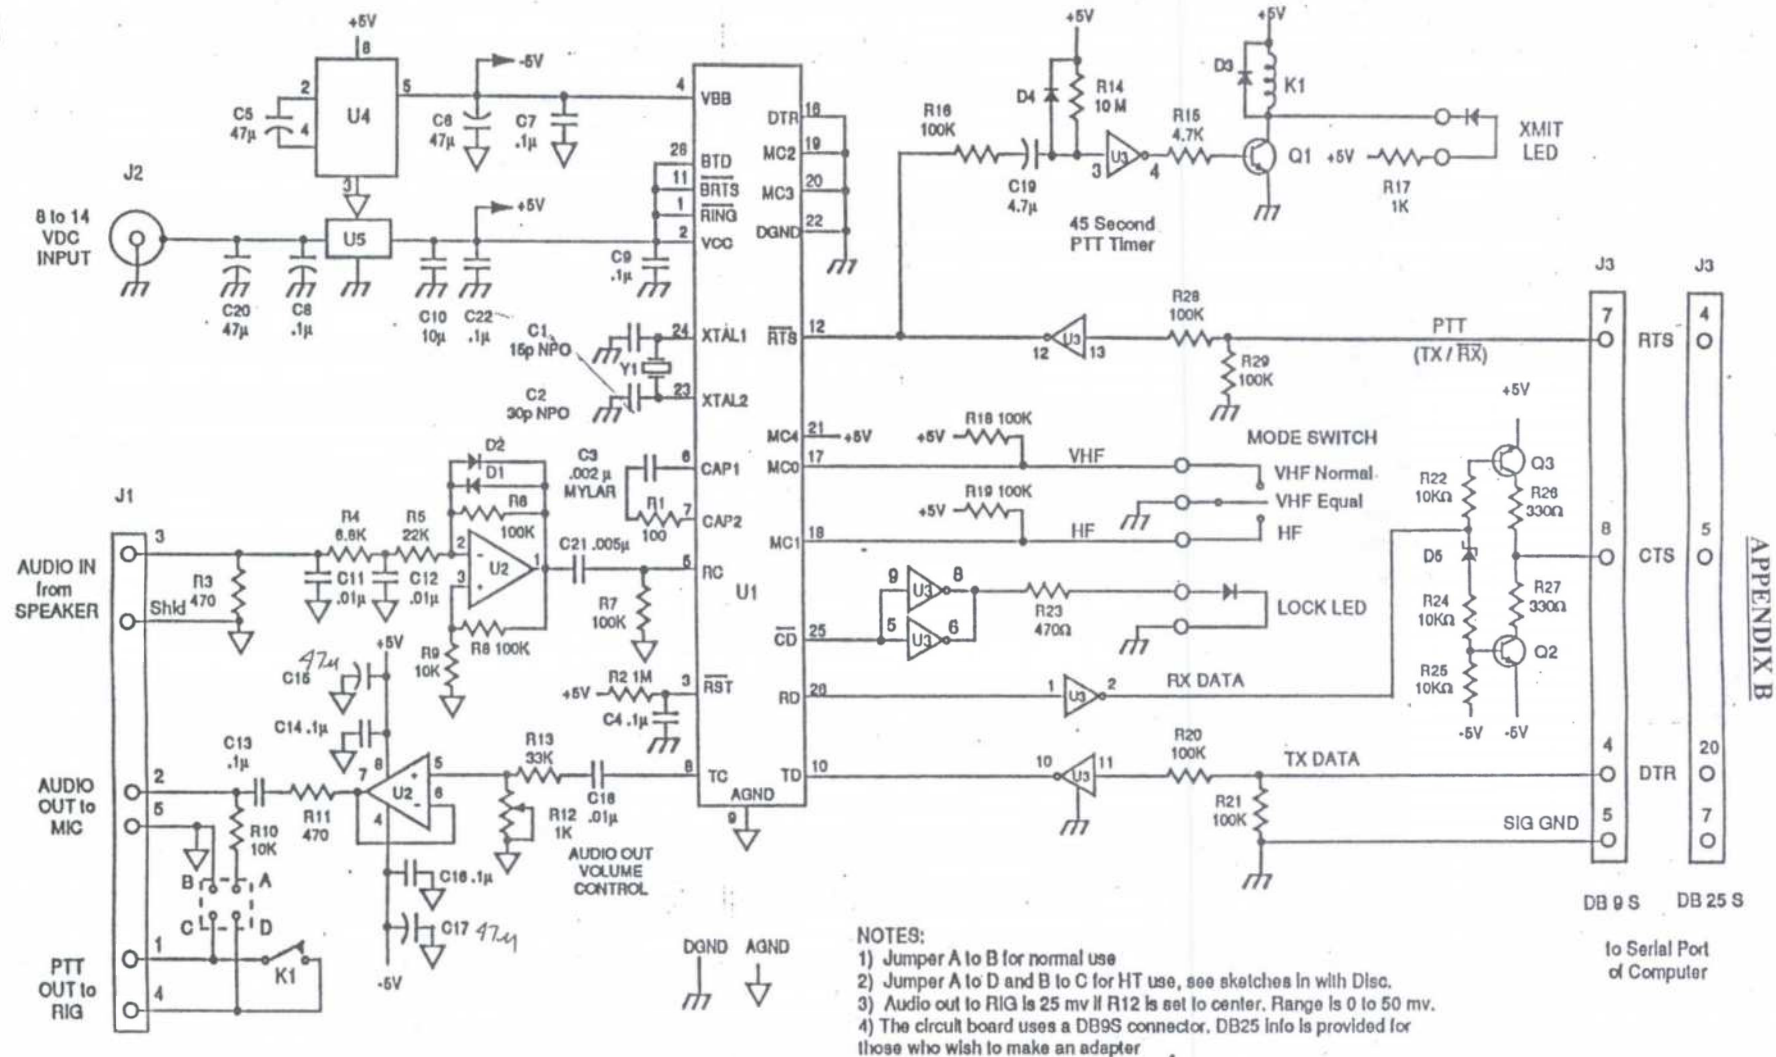 +5V
8
-5V
2
U4
5
C5
47µ
4
C6
47µ
C7
.1µ
3
J2
8 to 14
VDC
INPUT
U5
+5V
C20
47µ
C8
.1µ
C10
10µ
C22
.1µ
C9
.1µ
4 VBB
26 BTD
11 BRTS
1 RING
2 VCC
24 XTAL1
23 XTAL2
6 CAP1
7 CAP2
5 RC
U1
3 RST
8 TC
AGND
9
DTR 16
MC2 19
MC3 20
DGND 22
RTS 12
MC4 21 +5V
MC0 17
MC1 18
CD 25
RD 28
TD 10
C1
15p NPO
Y1
C2
30p NPO
C3
.002 µ
MYLAR
R1
100
+5V
D4
R14
10 M
R16
100K
C19
4.7µ
U3
3
4
R15
4.7K
45 Second
PTT Timer
+5V
D3
K1
Q1
+5V
R17
1K
XMIT
LED
R28
100K
U3
12
13
R29
100K
PTT
(TX / RX)
+5V
R18 100K
VHF
+5V
R19 100K
HF
MODE SWITCH
VHF Normal
VHF Equal
HF
9
U3
8
5
U3
6
R23
470Ω
LOCK LED
1
U3
2
RX DATA
10
U3
11
R20
100K
TX DATA
R21
100K
SIG GND
+5V
Q3
R22
10KΩ
R26
330Ω
D5
R24
10KΩ
R27
330Ω
Q2
R25
10KΩ
-5V
-5V
J3
J3
7
RTS
4
8
CTS
5
4
DTR
20
5
7
DB 9 S
DB 25 S
to Serial Port
of Computer
APPENDIX B
J1
AUDIO IN
from
SPEAKER
3
Shld
R3
470
R4
6.8K
R5
22K
C11
.01µ
C12
.01µ
D2
D1
R6
100K
2
-
U2
1
3
+
R8 100K
R9
10K
C21 .005µ
R7
100K
+5V
R2 1M
C4 .1µ
+5V
47µ
C15
C14 .1µ
C13
.1µ
R11
470
7
8
+
U2
5
6
-
4
R13
33K
C18
.01µ
R12
1K
AUDIO OUT
VOLUME
CONTROL
C16 .1µ
C17 47µ
-5V
AUDIO
OUT to
MIC
2
5
R10
10K
B
A
C
D
PTT
OUT to
RIG
1
4
K1
DGND
AGND
NOTES:
1) Jumper A to B for normal use
2) Jumper A to D and B to C for HT use, see sketches in with Disc.
3) Audio out to RIG is 25 mv if R12 is set to center. Range is 0 to 50 mv.
4) The circuit board uses a DB9S connector. DB25 info is provided for
those who wish to make an adapter